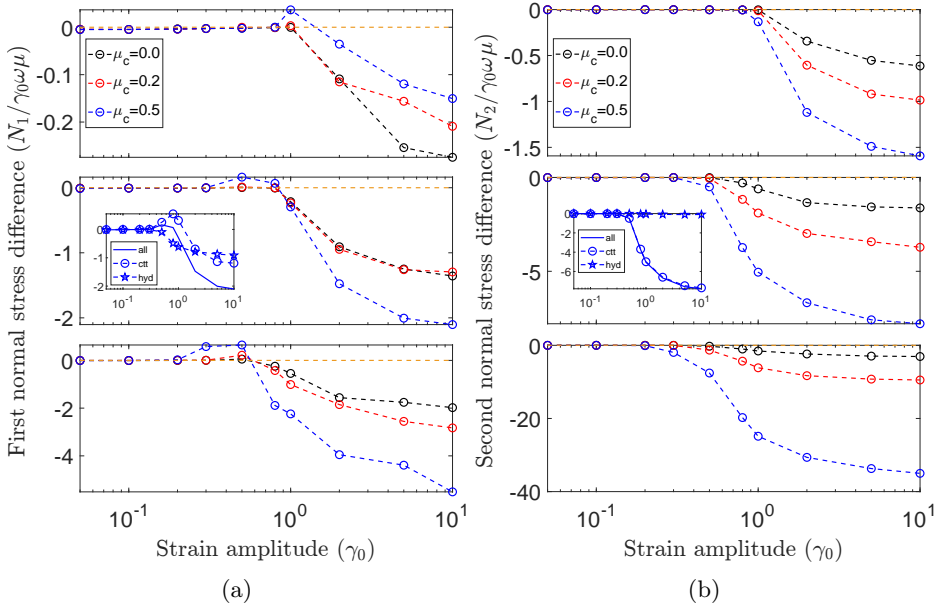 First normal stress difference (N₁/γ₀ωμ)
0
-0.1
-0.2
μc=0.0
μc=0.2
μc=0.5
0
-1
-2
0
-1
-2
all
ctt
hyd
10⁻¹ 10⁰ 10¹
0
-2
-4
10⁻¹ 10⁰ 10¹
Strain amplitude (γ₀)
(a)
Second normal stress difference (N₂/γ₀ωμ)
0
-0.5
-1
-1.5
μc=0.0
μc=0.2
μc=0.5
0
-5
0
-2
-4
-6
all
ctt
hyd
10⁻¹ 10⁰ 10¹
0
-20
-40
10⁻¹ 10⁰ 10¹
Strain amplitude (γ₀)
(b)